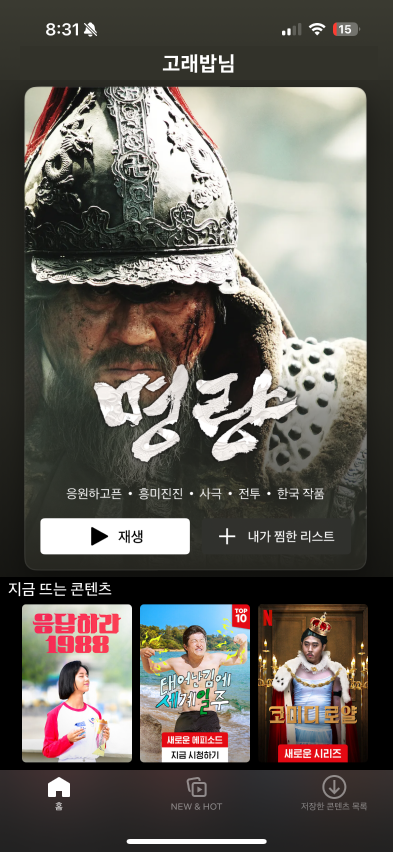 8:31
15
고래밥님
명량
응원하고픈 • 흥미진진 • 사극 • 전투 • 한국 작품
재생
내가 찜한 리스트
지금 뜨는 콘텐츠
응답하라
1988
TOP
10
태어난김에
세계일주
새로운 에피소드
지금 시청하기
N
코미디 로얄
새로운 시리즈
홈
NEW & HOT
저장한 콘텐츠 목록